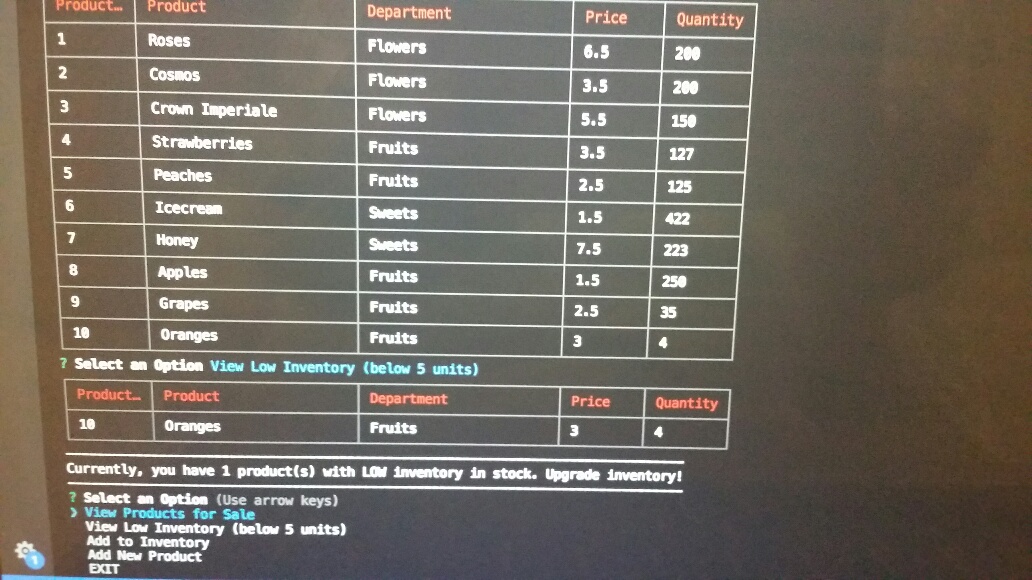 Product… Product Department Price Quantity
1 Roses Flowers 6.5 200
2 Cosmos Flowers 3.5 200
3 Crown Imperiale Flowers 5.5 150
4 Strawberries Fruits 3.5 127
5 Peaches Fruits 2.5 125
6 Icecream Sweets 1.5 422
7 Honey Sweets 7.5 223
8 Apples Fruits 1.5 250
9 Grapes Fruits 2.5 35
10 Oranges Fruits 3 4
? Select an Option View Low Inventory (below 5 units)
Product… Product Department Price Quantity
10 Oranges Fruits 3 4
Currently, you have 1 product(s) with LOW inventory in stock. Upgrade inventory!
? Select an Option (Use arrow keys)
❯ View Products for Sale
View Low Inventory (below 5 units)
Add to Inventory
Add New Product
EXIT
1